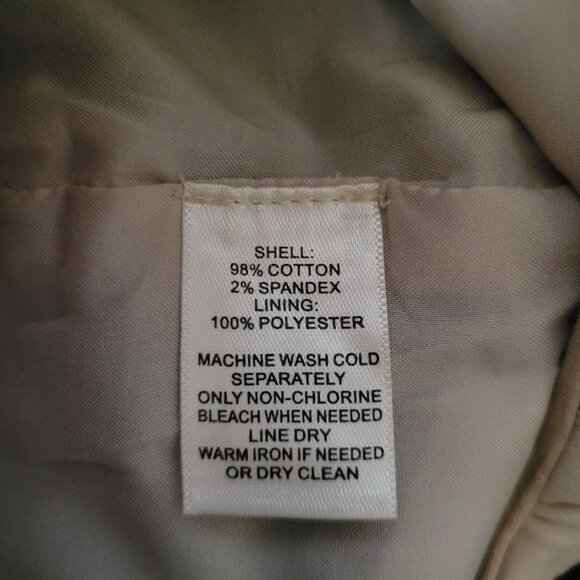 SHELL:
98% COTTON
2% SPANDEX
LINING:
100% POLYESTER
MACHINE WASH COLD
SEPARATELY
ONLY NON-CHLORINE
BLEACH WHEN NEEDED
LINE DRY
WARM IRON IF NEEDED
OR DRY CLEAN